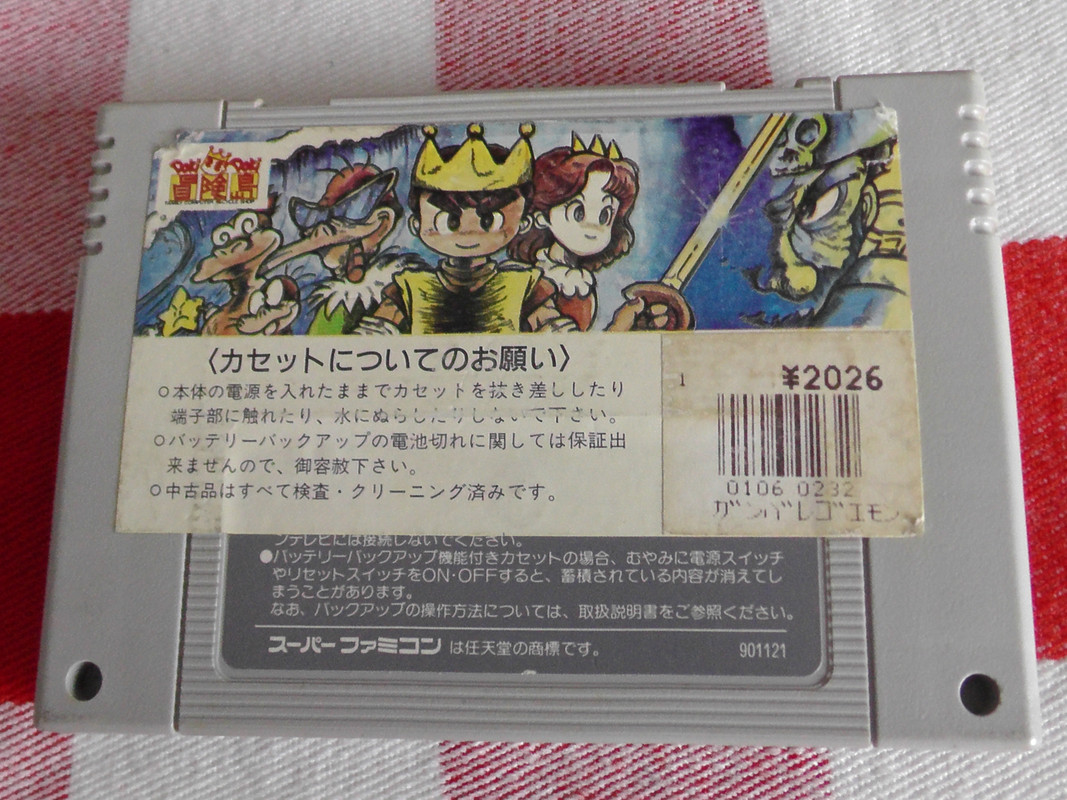 冒険島
〈カセットについてのお願い〉
○本体の電源を入れたままでカセットを抜き差ししたり
端子部に触れたり、水にぬらしたりしないで下さい。
○バッテリーバックアップの電池切れに関しては保証出
来ませんので、御容赦下さい。
○中古品はすべて検査・クリーニング済みです。
1
¥2026
0106 0232
ガンバレゴエモン
ンテレビには接続しないでください。
●バッテリーバックアップ機能付きカセットの場合、むやみに電源スイッチ
やリセットスイッチをON・OFFすると、蓄積されている内容が消えてし
まうことがあります。
なお、バックアップの操作方法については、取扱説明書をご参照ください。
スーパーファミコン は任天堂の商標です。
901121